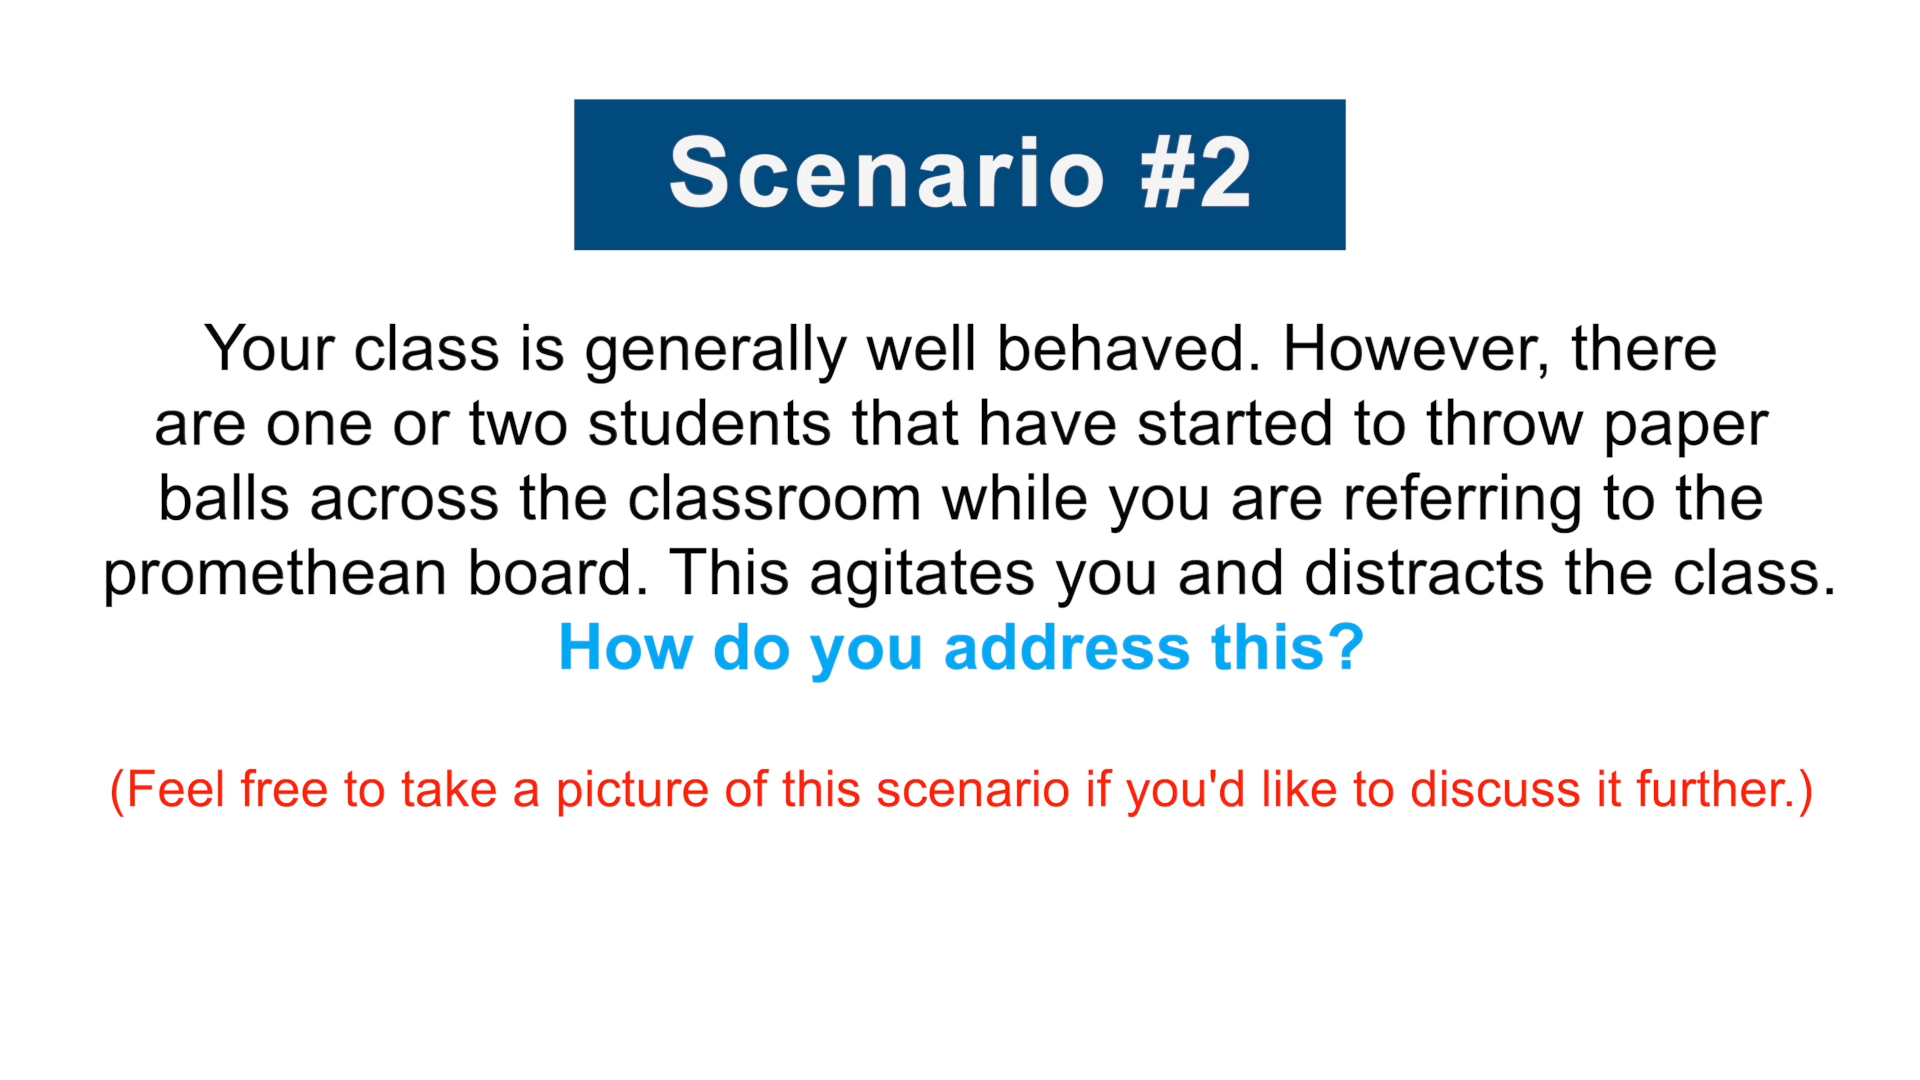 Scenario #2
Your class is generally well behaved. However, there
are one or two students that have started to throw paper
balls across the classroom while you are referring to the
promethean board. This agitates you and distracts the class.
How do you address this?
(Feel free to take a picture of this scenario if you'd like to discuss it further.)